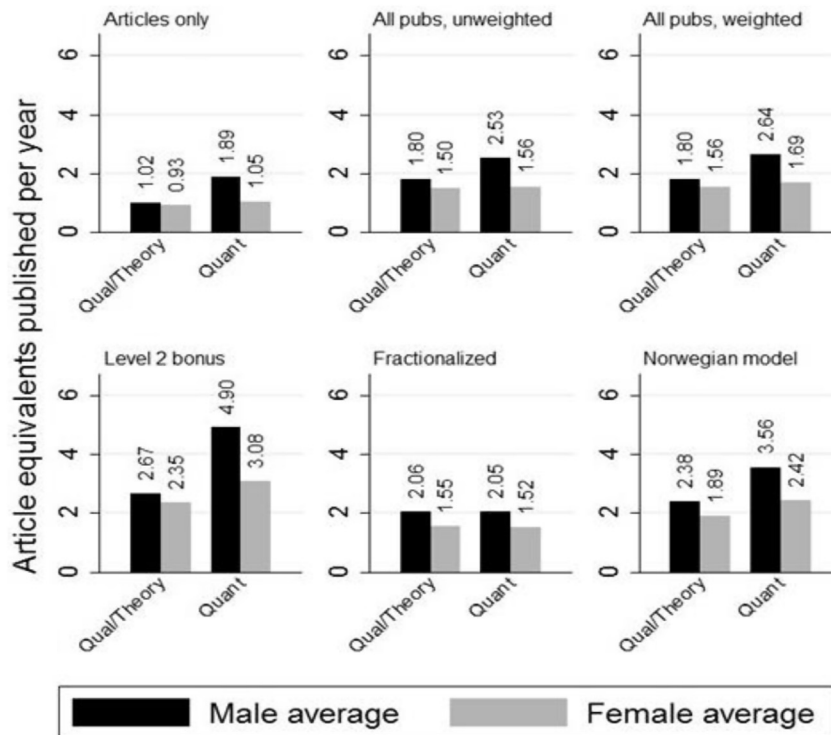 Article equivalents published per year
Articles only
6
4
2
0
1.02
0.93
1.89
1.05
Qual/Theory
Quant
All pubs, unweighted
6
4
2
0
1.80
1.50
2.53
1.56
Qual/Theory
Quant
All pubs, weighted
6
4
2
0
1.80
1.56
2.64
1.69
Qual/Theory
Quant
Level 2 bonus
6
4
2
0
2.67
2.35
4.90
3.08
Qual/Theory
Quant
Fractionalized
6
4
2
0
2.06
1.55
2.05
1.52
Qual/Theory
Quant
Norwegian model
6
4
2
0
2.38
1.89
3.56
2.42
Qual/Theory
Quant
Male average
Female average